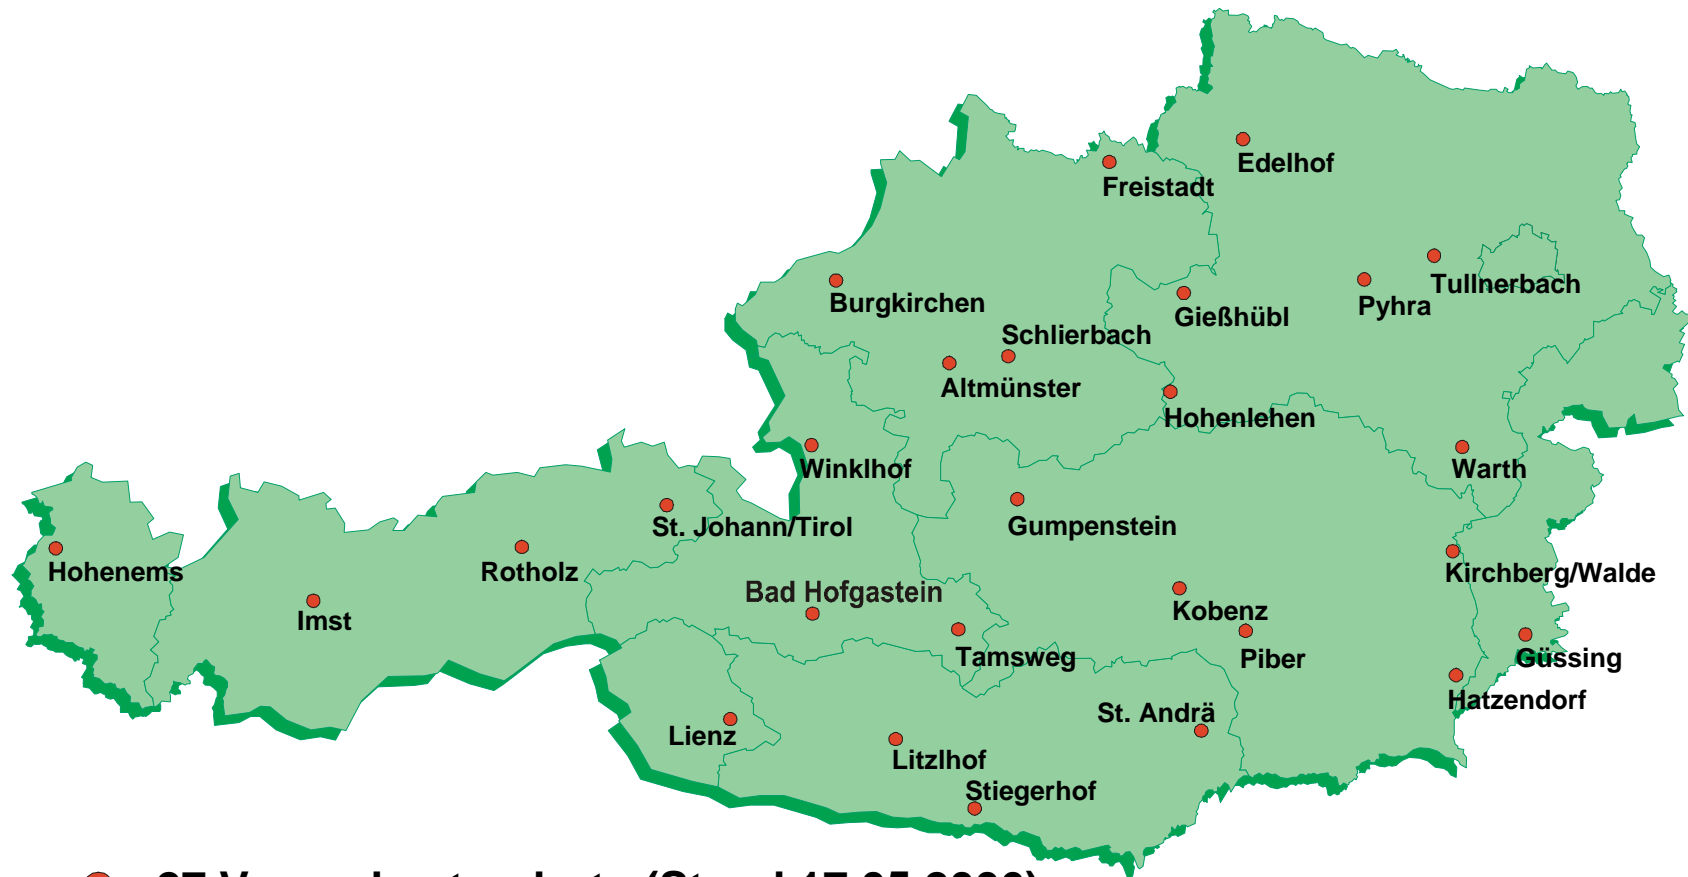 Edelhof
Freistadt
Tullnerbach
Burgkirchen
Pyhra
Gießhübl
Schlierbach
Altmünster
Hohenlehen
Winklhof
Warth
St. Johann/Tirol
Gumpenstein
Hohenems
Rotholz
Kirchberg/Walde
Bad Hofgastein
Imst
Kobenz
Tamsweg
Piber
Güssing
Hatzendorf
St. Andrä
Lienz
Litzlhof
Stiegerhof